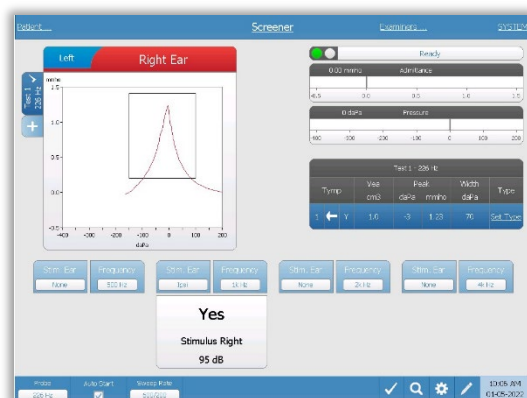 Patient ... Screener Examiners ... SYSTEM
Left Right Ear
Test 1
226 Hz
+
mmho
1.5
1.0
0.5
0.0
-0.5
-400 -300 -200 -100 0 100 200
daPa
Ready
0.00 mmho Admittance
-0.5 0.0 0.5 1.0 1.5
0 daPa Pressure
-400 -300 -200 -100 0 100 200
Test 1 - 226 Hz
Tymp Vea Peak Width Type
cm3 daPa mmho daPa
1 Y 1.0 -3 1.23 70 Set Type
Stim. Ear Frequency Stim. Ear Frequency Stim. Ear Frequency Stim. Ear Frequency
None 500 Hz Ipsi 1k Hz None 2k Hz None 4k Hz
Yes
Stimulus Right
95 dB
Probe Auto Start Sweep Rate 10:05 AM
226 Hz 01-05-2022